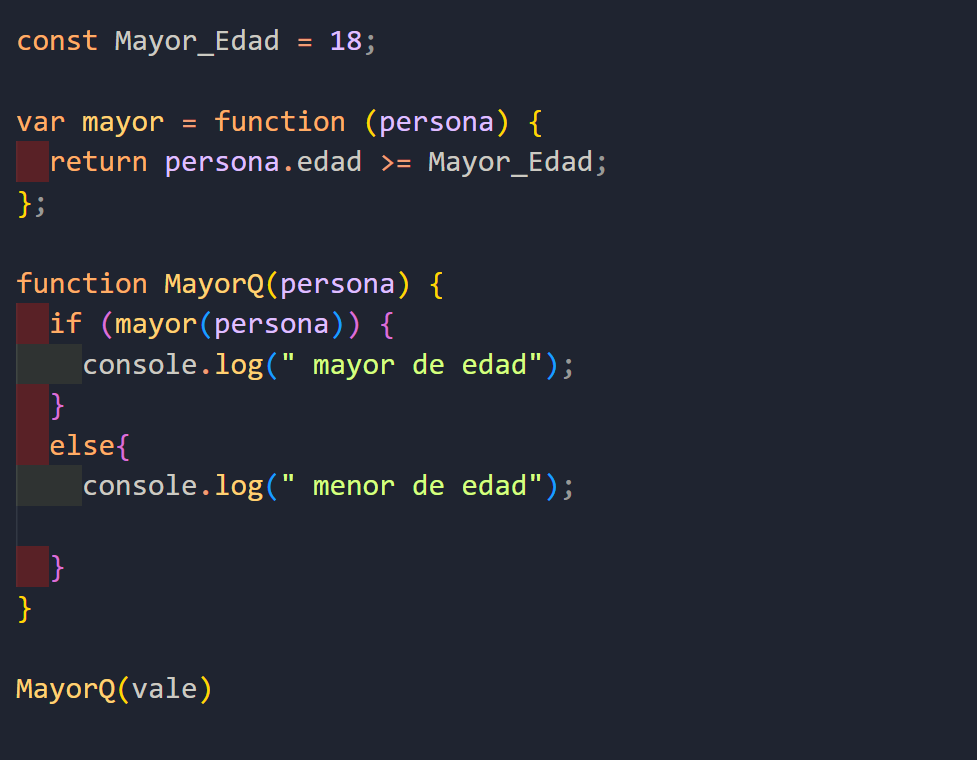 const Mayor_Edad = 18;
var mayor = function (persona) {
return persona.edad >= Mayor_Edad;
};
function MayorQ(persona) {
if (mayor(persona)) {
console.log(" mayor de edad");
}
else{
console.log(" menor de edad");
}
}
MayorQ(vale)